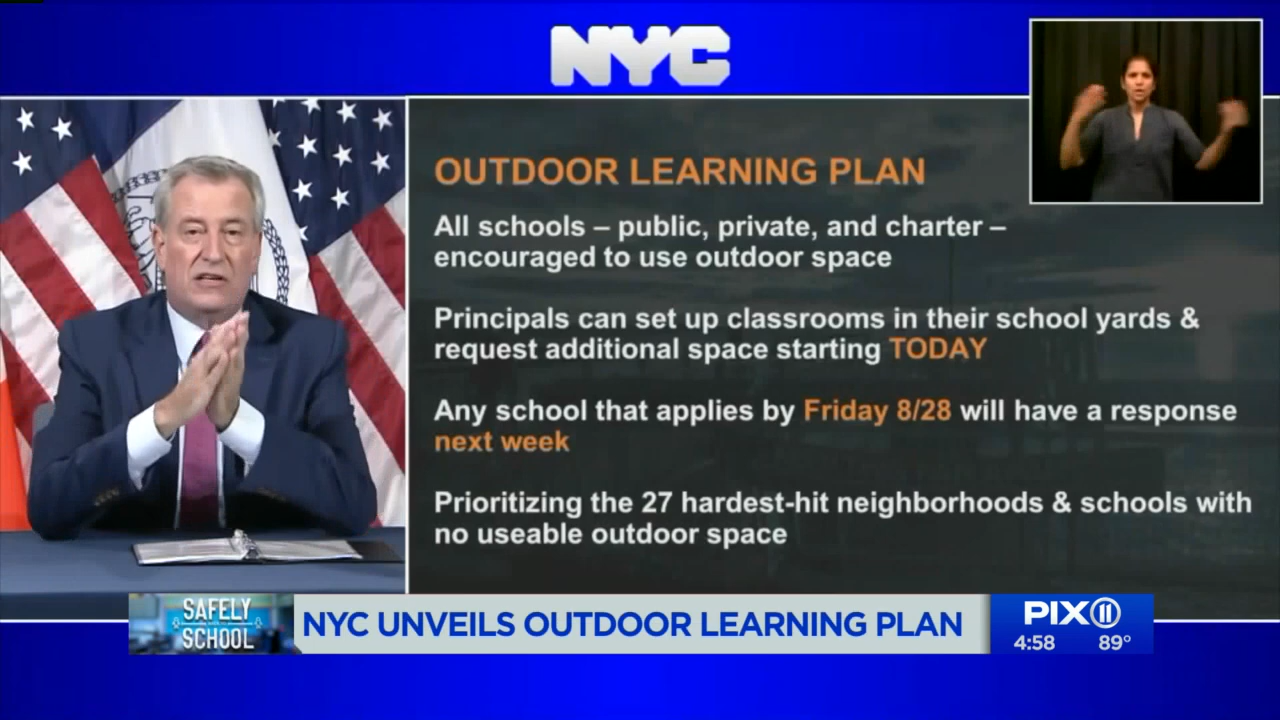 NYC
OUTDOOR LEARNING PLAN
All schools – public, private, and charter –
encouraged to use outdoor space
Principals can set up classrooms in their school yards &
request additional space starting TODAY
Any school that applies by Friday 8/28 will have a response
next week
Prioritizing the 27 hardest-hit neighborhoods & schools with
no useable outdoor space
SAFELY
SCHOOL
NYC UNVEILS OUTDOOR LEARNING PLAN
PIX 11
4:58 89°